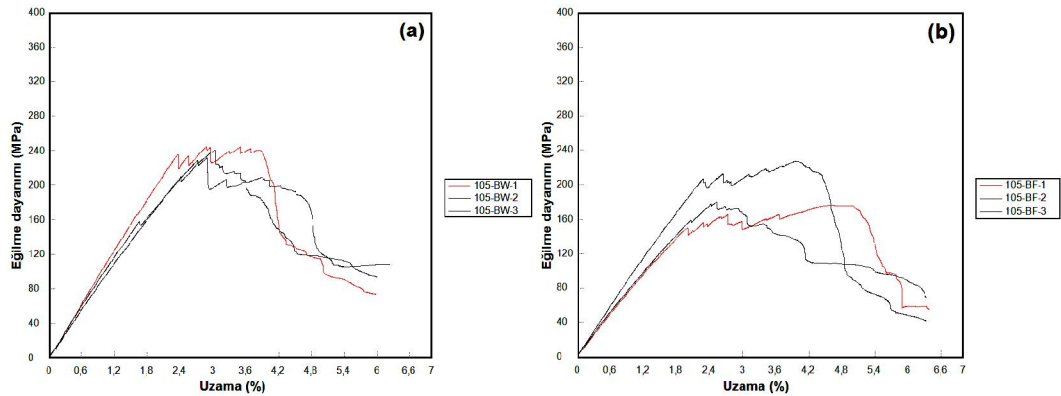 (a)
400
360
320
280
240
200
160
120
80
40
0
Eğilme dayanımı (MPa)
0 0,6 1,2 1,8 2,4 3 3,6 4,2 4,8 5,4 6 6,6 7
Uzama (%)
105-BW-1
105-BW-2
105-BW-3
(b)
400
360
320
280
240
200
160
120
80
40
0
Eğilme dayanımı (MPa)
0 0,6 1,2 1,8 2,4 3 3,6 4,2 4,8 5,4 6 6.6 7
Uzama (%)
105-BF-1
105-BF-2
105-BF-3